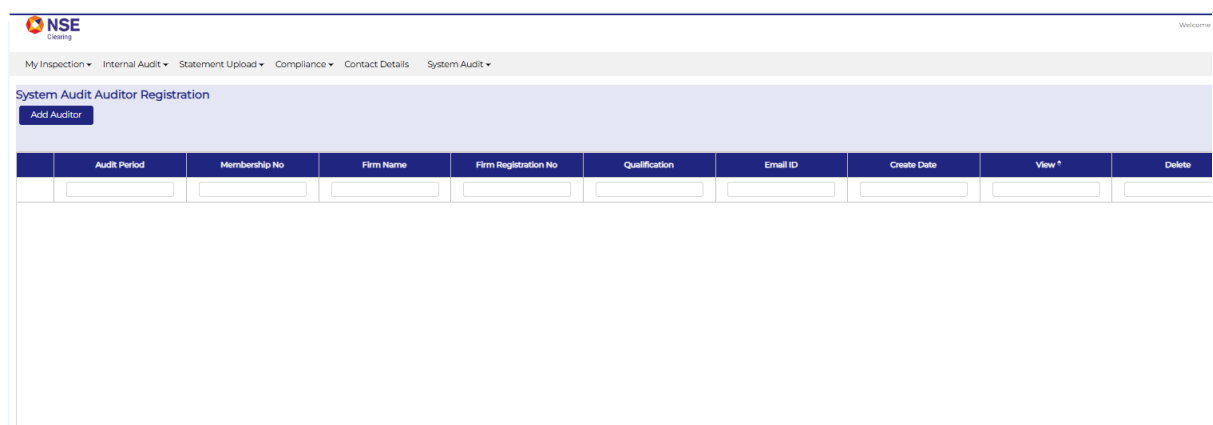 NSE
Clearing
Welcome
My Inspection Internal Audit Statement Upload Compliance Contact Details System Audit
System Audit Auditor Registration
Add Auditor
Audit Period Membership No Firm Name Firm Registration No Qualification Email ID Create Date View Delete